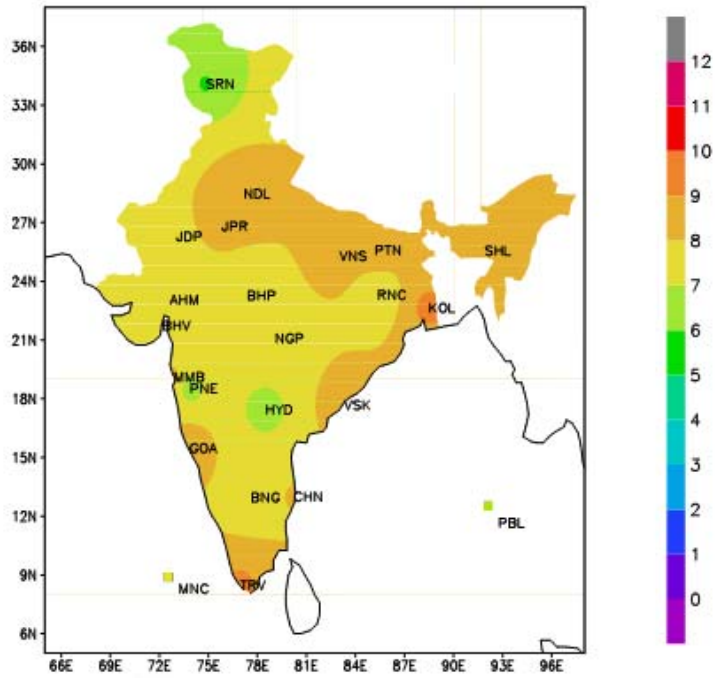 36N
33N
30N
27N
24N
21N
18N
15N
12N
9N
6N
66E 69E 72E 75E 78E 81E 84E 87E 90E 93E 96E
SRN
NDL
JPR
JDP
PTN
VNS
SHL
BHP
RNC
AHM
KOL
BHV
NGP
MMB
PNE
VSK
HYD
GOA
BNG
CHN
PBL
TRV
MNC
12
11
10
9
8
7
6
5
4
3
2
1
0